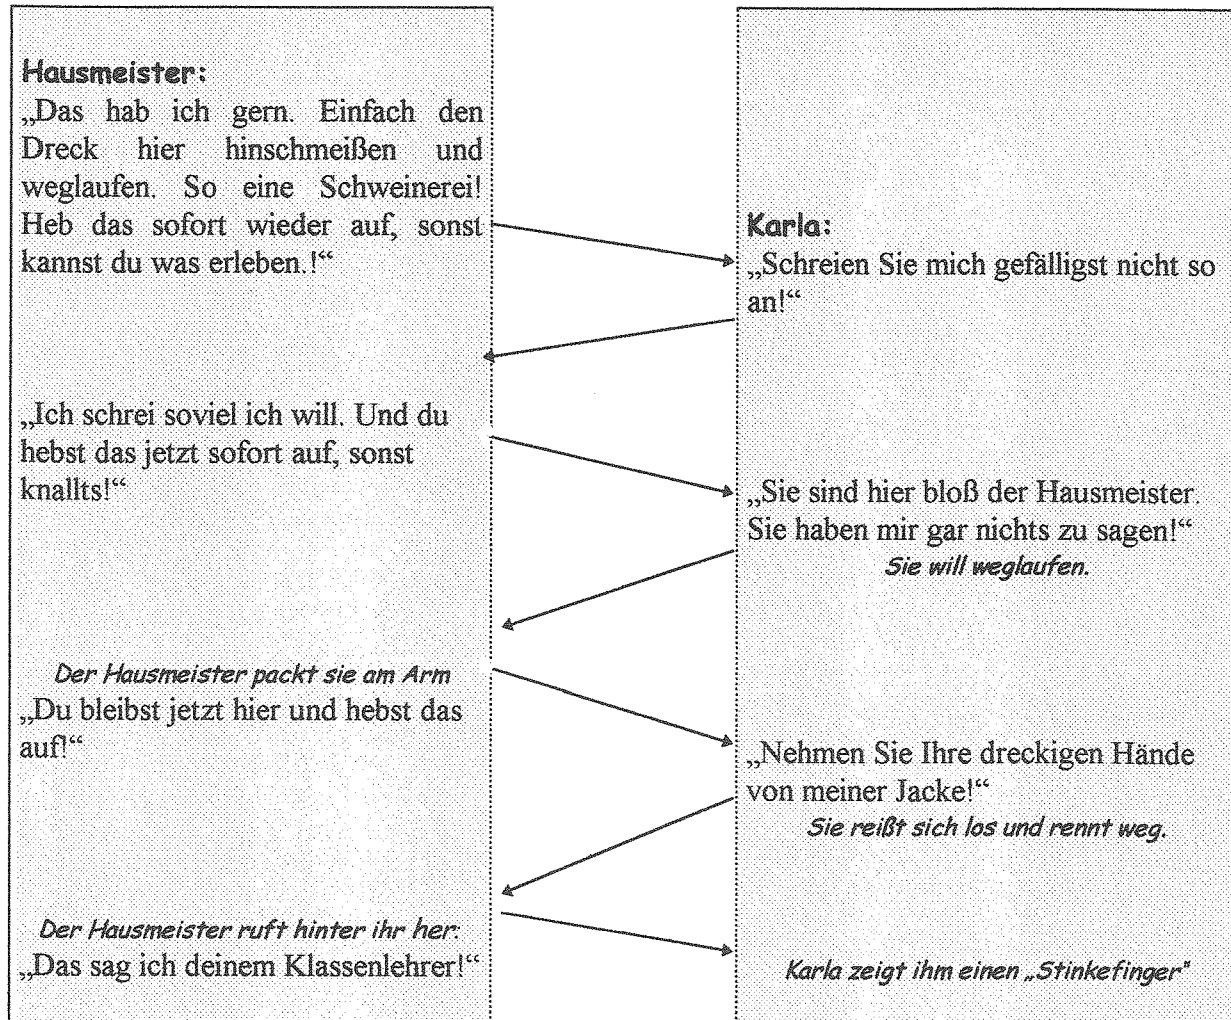 Hausmeister:
„Das hab ich gern. Einfach den
Dreck hier hinschmeißen und
weglaufen. So eine Schweinerei!
Heb das sofort wieder auf, sonst
kannst du was erleben.!“
Karla:
„Schreien Sie mich gefälligst nicht so
an!“
„Ich schrei soviel ich will. Und du
hebst das jetzt sofort auf, sonst
knallts!“
„Sie sind hier bloß der Hausmeister.
Sie haben mir gar nichts zu sagen!“
Sie will weglaufen.
Der Hausmeister packt sie am Arm
„Du bleibst jetzt hier und hebst das
auf!“
„Nehmen Sie Ihre dreckigen Hände
von meiner Jacke!“
Sie reißt sich los und rennt weg.
Der Hausmeister ruft hinter ihr her:
„Das sag ich deinem Klassenlehrer!“
Karla zeigt ihm einen „Stinkefinger"